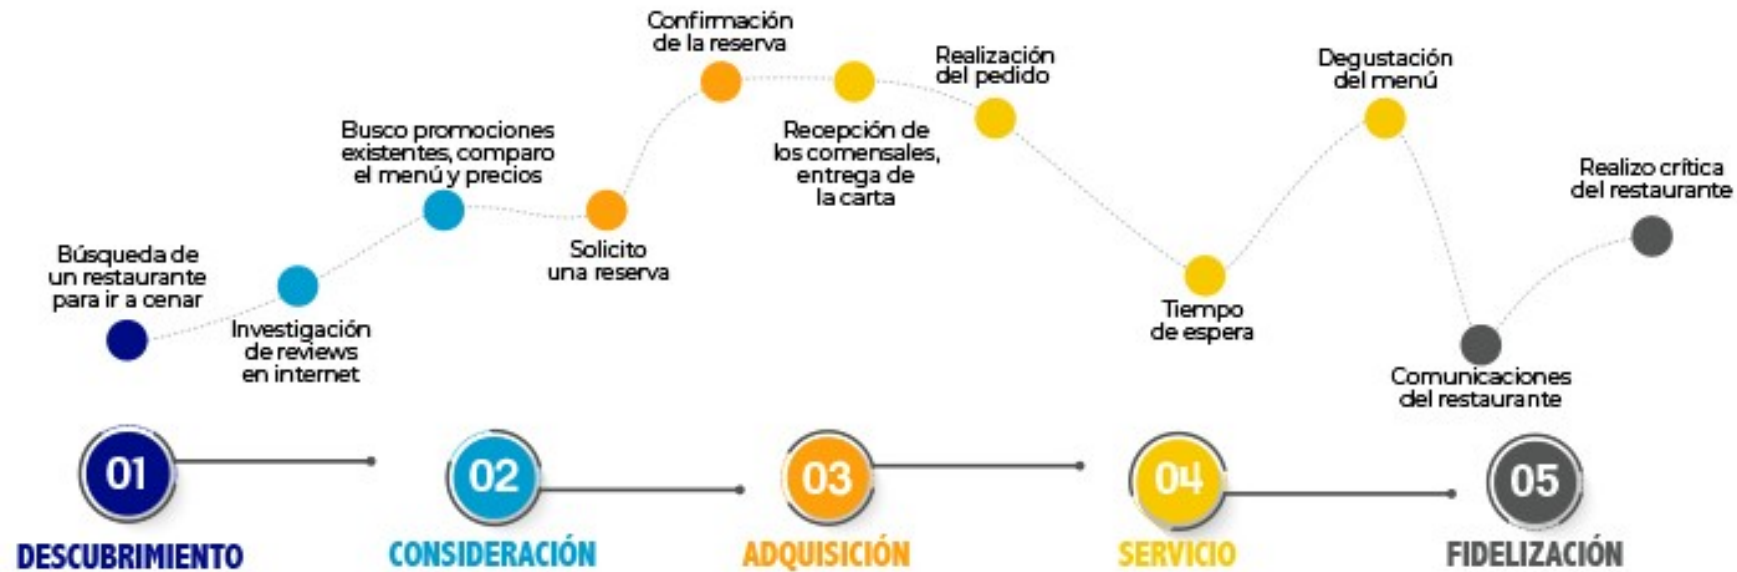 Búsqueda de
un restaurante
para ir a cenar
Investigación
de reviews
en internet
Busco promociones
existentes, comparo
el menú y precios
Solicito
una reserva
Confirmación
de la reserva
Recepción de
los comensales,
entrega de
la carta
Realización
del pedido
Tiempo
de espera
Degustación
del menú
Comunicaciones
del restaurante
Realizo crítica
del restaurante
01
DESCUBRIMIENTO
02
CONSIDERACIÓN
03
ADQUISICIÓN
04
SERVICIO
05
FIDELIZACIÓN